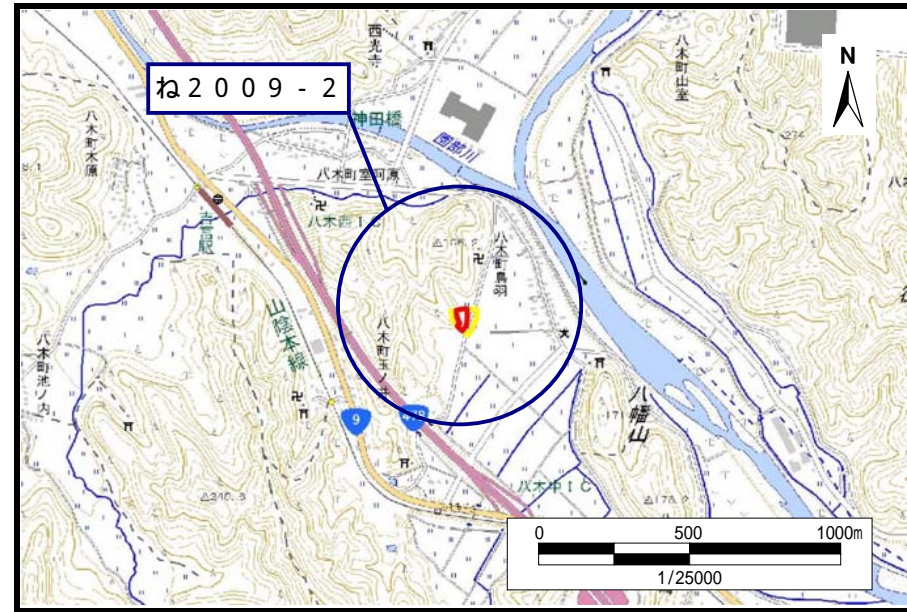 西光寺
八木町山室
N
ね2009-2
神田橋
園部川
八木町木原
八木町室河原
八木西IC
吉富駅
八木町鳥羽
山陰本線
八木町玉ノ井
八木町池ノ内
八幡山
9
478
八木中IC
0 500 1000m
1/25000